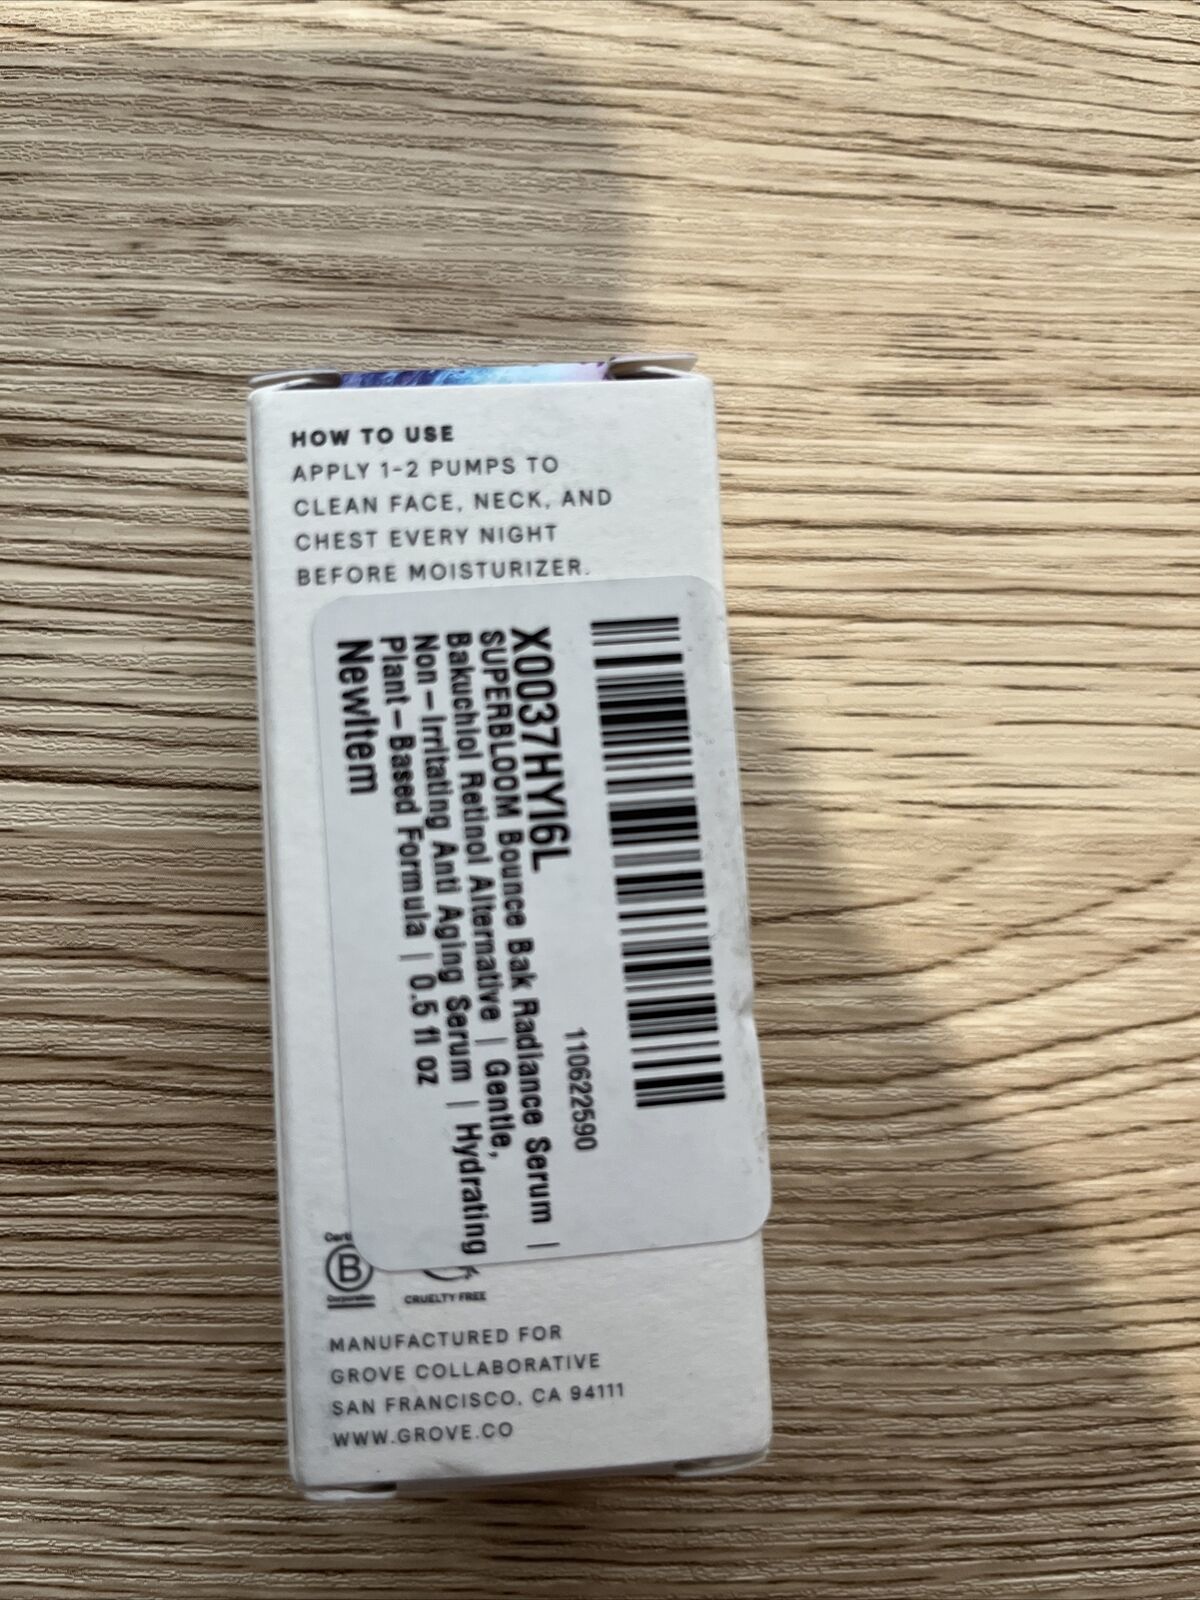 HOW TO USE
APPLY 1-2 PUMPS TO
CLEAN FACE, NECK, AND
CHEST EVERY NIGHT
BEFORE MOISTURIZER.
110622590
X0037HYI6L
SUPERBLOOM Bounce Bak Radiance Serum |
Bakuchiol Retinol Alternative | Gentle,
Non-Irritating Anti Aging Serum | Hydrating
Plant-Based Formula | 0.5 fl oz
NewItem
Certi
B
Corporation
CRUELTY FREE
MANUFACTURED FOR
GROVE COLLABORATIVE
SAN FRANCISCO, CA 94111
WWW.GROVE.CO